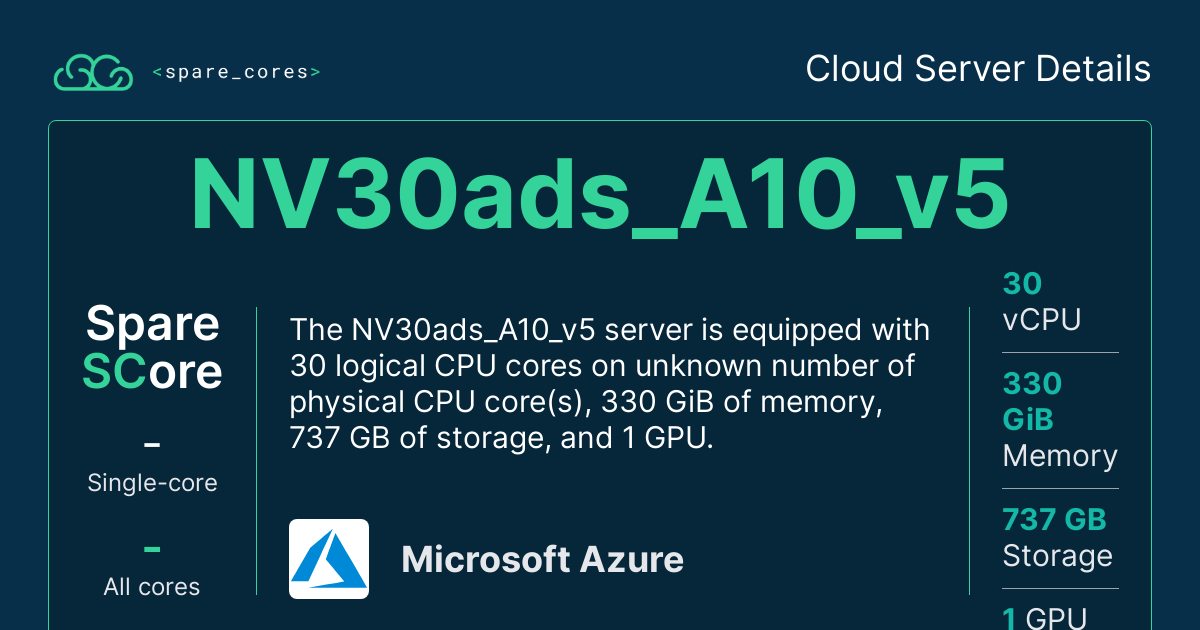 <spare_cores>
Cloud Server Details
NV30ads_A10_v5
Spare
SCore
-
Single-core
-
All cores
The NV30ads_A10_v5 server is equipped with
30 logical CPU cores on unknown number of
physical CPU core(s), 330 GiB of memory,
737 GB of storage, and 1 GPU.
Microsoft Azure
30
vCPU
330
GiB
Memory
737 GB
Storage
1 GPU